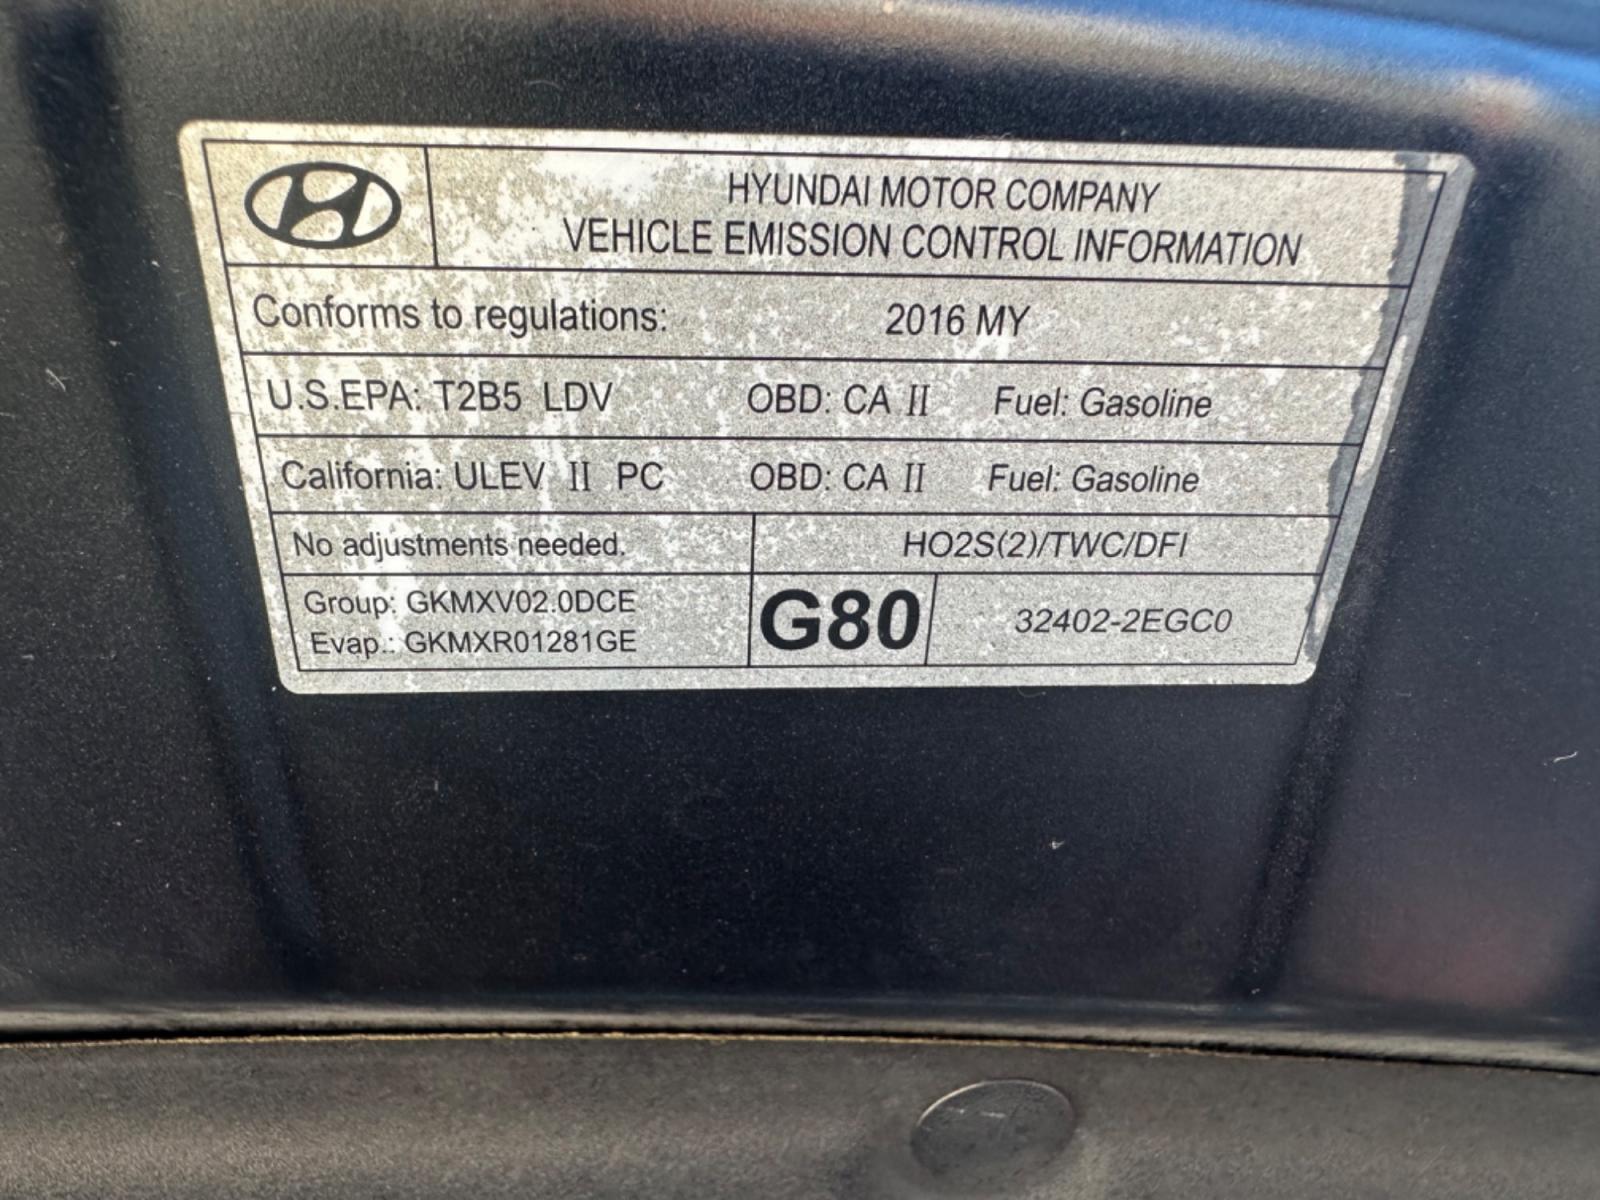 HYUNDAI MOTOR COMPANY
VEHICLE EMISSION CONTROL INFORMATION
Conforms to regulations: 2016 MY
U.S.EPA: T2B5 LDV OBD: CA II Fuel: Gasoline
California: ULEV II PC OBD: CA II Fuel: Gasoline
No adjustments needed. HO2S(2)/TWC/DFI
Group: GKMXV02.0DCE
Evap.: GKMXR01281GE
G80
32402-2EGC0